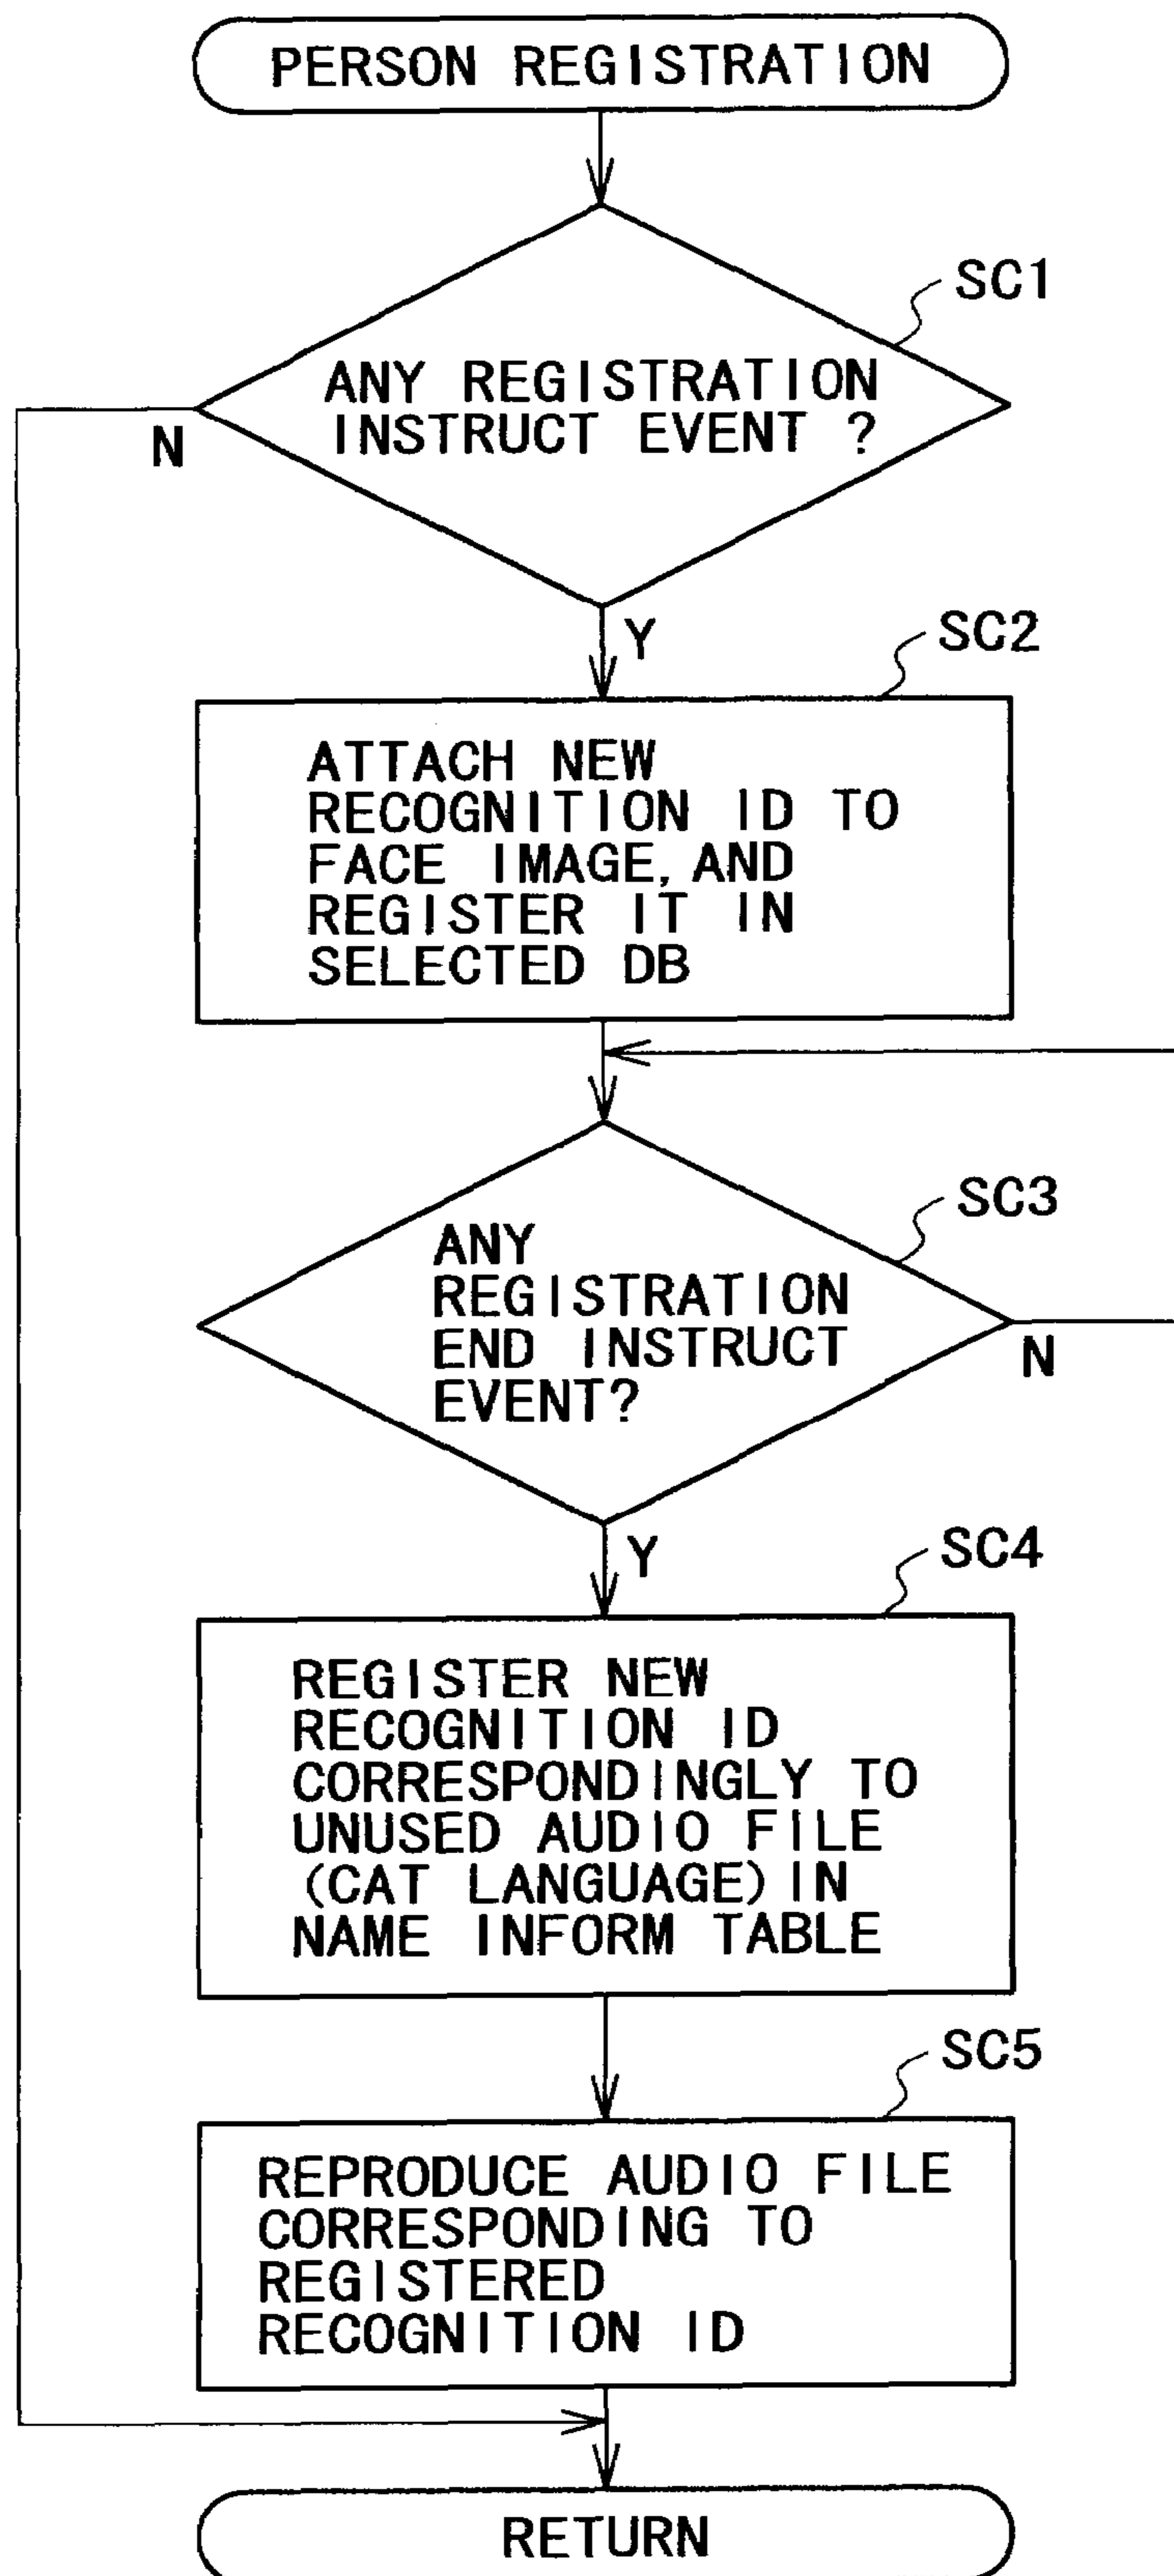 PERSON REGISTRATION
SC1
ANY REGISTRATION
INSTRUCT EVENT ?
N
Y
SC2
ATTACH NEW
RECOGNITION ID TO
FACE IMAGE, AND
REGISTER IT IN
SELECTED DB
SC3
ANY
REGISTRATION
END INSTRUCT
EVENT?
N
Y
SC4
REGISTER NEW
RECOGNITION ID
CORRESPONDINGLY TO
UNUSED AUDIO FILE
(CAT LANGUAGE) IN
NAME INFORM TABLE
SC5
REPRODUCE AUDIO FILE
CORRESPONDING TO
REGISTERED
RECOGNITION ID
RETURN